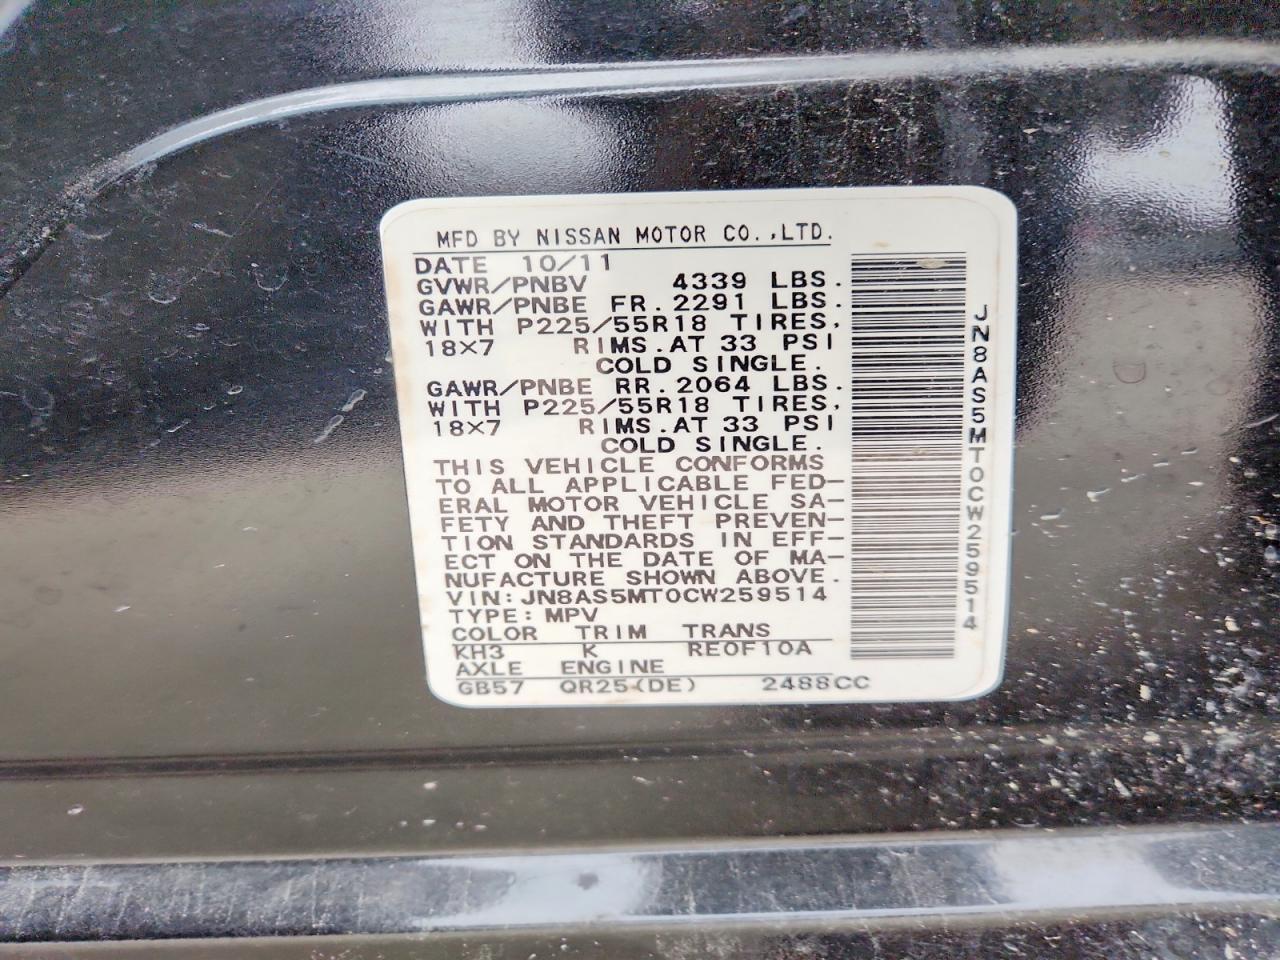 MFD BY NISSAN MOTOR CO.,LTD.
DATE 10/11
GVWR/PNBV 4339 LBS.
GAWR/PNBE FR. 2291 LBS.
WITH P225/55R18 TIRES,
18×7 RIMS.AT 33 PSI
COLD SINGLE.
GAWR/PNBE RR. 2064 LBS.
WITH P225/55R18 TIRES,
18×7 RIMS.AT 33 PSI
COLD SINGLE.
THIS VEHICLE CONFORMS
TO ALL APPLICABLE FED-
ERAL MOTOR VEHICLE SA-
FETY AND THEFT PREVEN-
TION STANDARDS IN EFF-
ECT ON THE DATE OF MA-
NUFACTURE SHOWN ABOVE.
VIN: JN8AS5MT0CW259514
TYPE: MPV
COLOR TRIM TRANS
KH3 K RE0F10A
AXLE ENGINE
GB57 QR25(DE) 2488CC
JN8AS5MT0CW259514